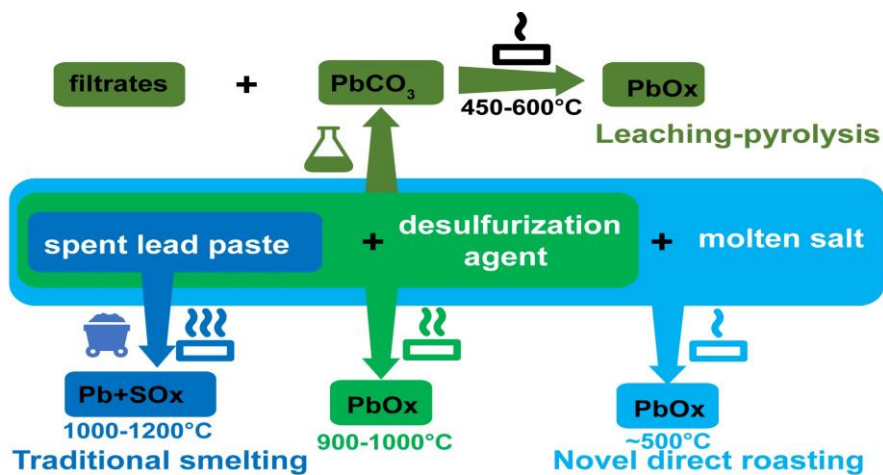 filtrates + PbCO₃ PbOx
450-600°C
Leaching-pyrolysis
spent lead paste + desulfurization agent + molten salt
Pb+SOx PbOx PbOx
1000-1200°C 900-1000°C ~500°C
Traditional smelting Novel direct roasting